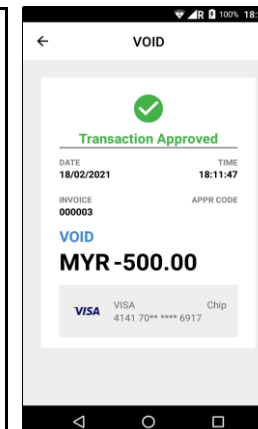 R 100% 18:
VOID
Transaction Approved
DATE TIME
18/02/2021 18:11:47
INVOICE APPR CODE
000003
VOID
MYR -500.00
VISA VISA Chip
4141 70** **** 6917